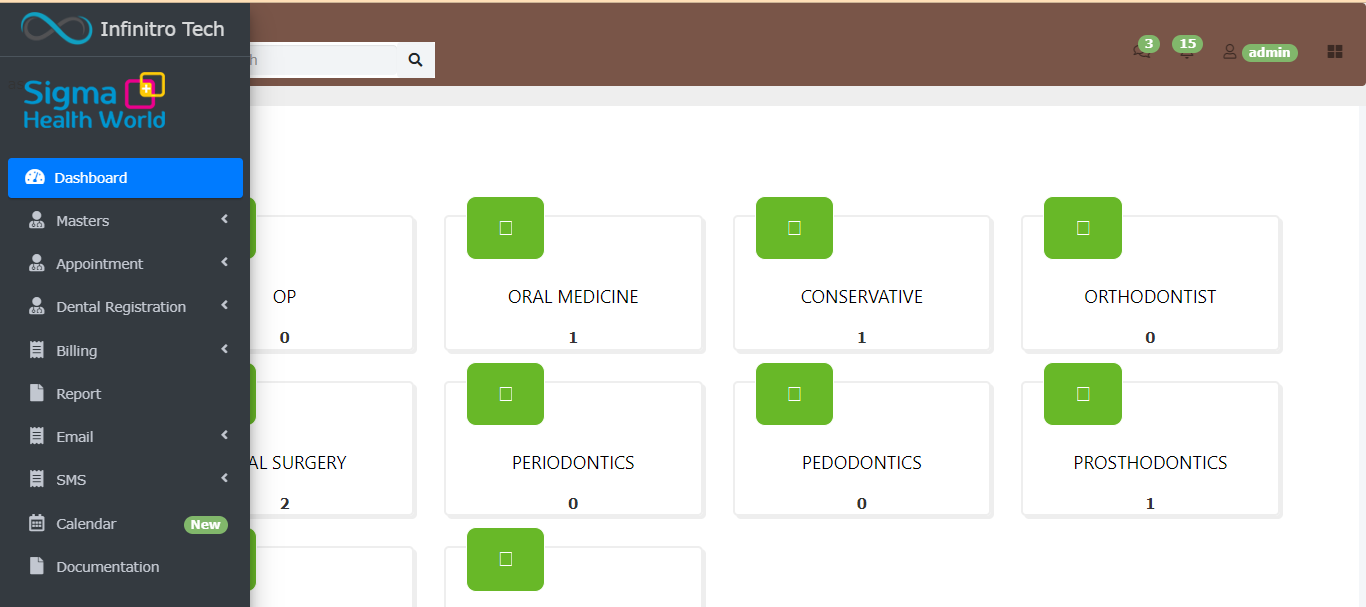 Infinitro Tech
Sigma
Health World
3
15
admin
Dashboard
Masters
Appointment
Dental Registration
Billing
Report
Email
SMS
Calendar
New
Documentation
OP
0
ORAL MEDICINE
1
CONSERVATIVE
1
ORTHODONTIST
0
AL SURGERY
2
PERIODONTICS
0
PEDODONTICS
0
PROSTHODONTICS
1